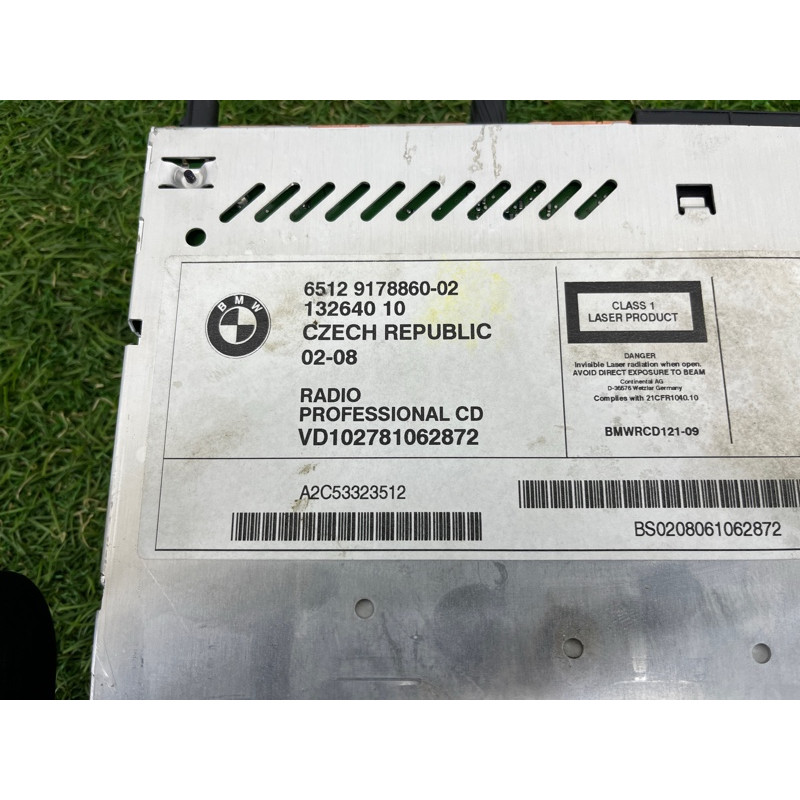 BMW
6512 9178860-02
132640 10
CZECH REPUBLIC
02-08
RADIO
PROFESSIONAL CD
VD102781062872
CLASS 1
LASER PRODUCT
DANGER
Invisible Laser radiation when open.
AVOID DIRECT EXPOSURE TO BEAM
Continental AG
D-35576 Wetzlar Germany
Complies with 21CFR1040.10
BMWRCD121-09
A2C53323512
BS0208061062872